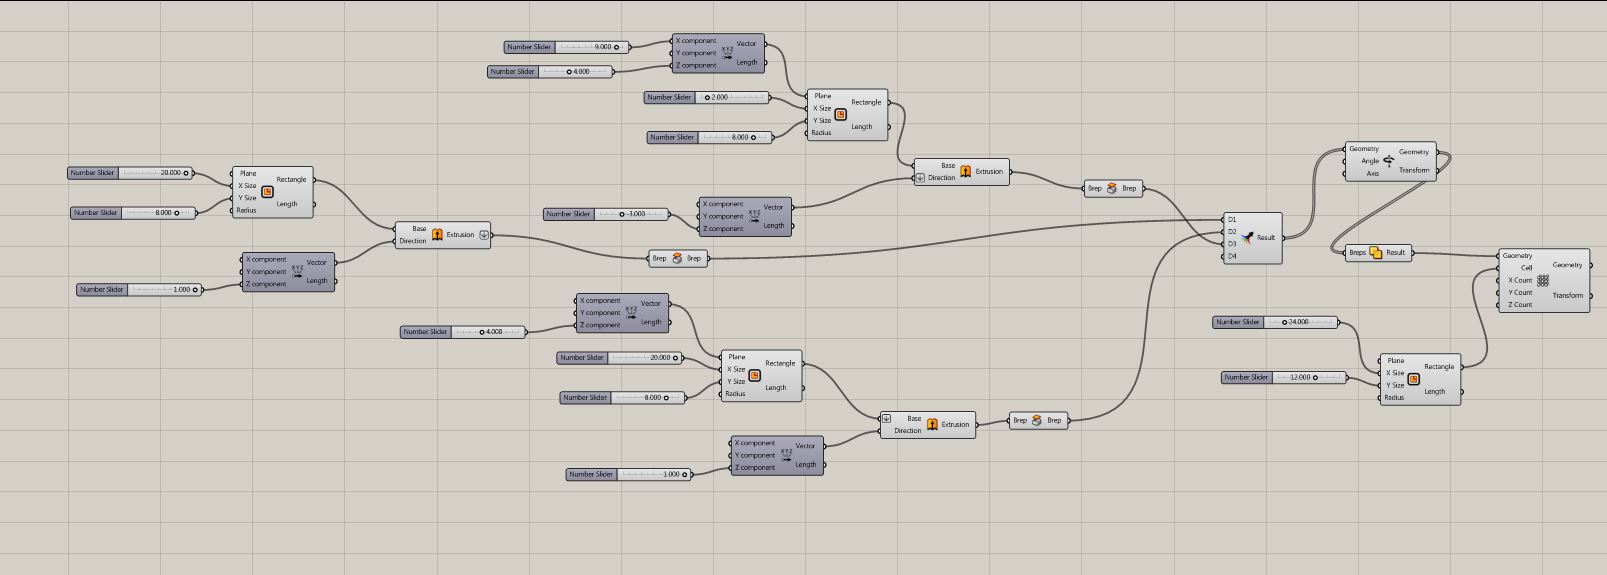 Number Slider 9.000
Number Slider 4.000
X component
Y component
Z component
XYZ
Vector
Length
Number Slider 2.000
Number Slider 8.000
Plane
X Size
Y Size
Radius
Rectangle
Length
Number Slider 20.000
Number Slider 8.000
Plane
X Size
Y Size
Radius
Rectangle
Length
Base
Direction
Extrusion
Number Slider -3.000
X component
Y component
Z component
XYZ
Vector
Length
Brep Brep
Base
Direction
Extrusion
Number Slider 1.000
X component
Y component
Z component
XYZ
Vector
Length
Brep Brep
D1
D2
D3
D4
Result
Geometry
Angle
Axis
Geometry
Transform
Breps Result
Geometry
Cell
X Count
Y Count
Z Count
Geometry
Transform
Number Slider 4.000
X component
Y component
Z component
XYZ
Vector
Length
Number Slider 20.000
Number Slider 8.000
Plane
X Size
Y Size
Radius
Rectangle
Length
Number Slider 24.000
Number Slider 12.000
Plane
X Size
Y Size
Radius
Rectangle
Length
Base
Direction
Extrusion
Brep Brep
Number Slider 1.000
X component
Y component
Z component
XYZ
Vector
Length